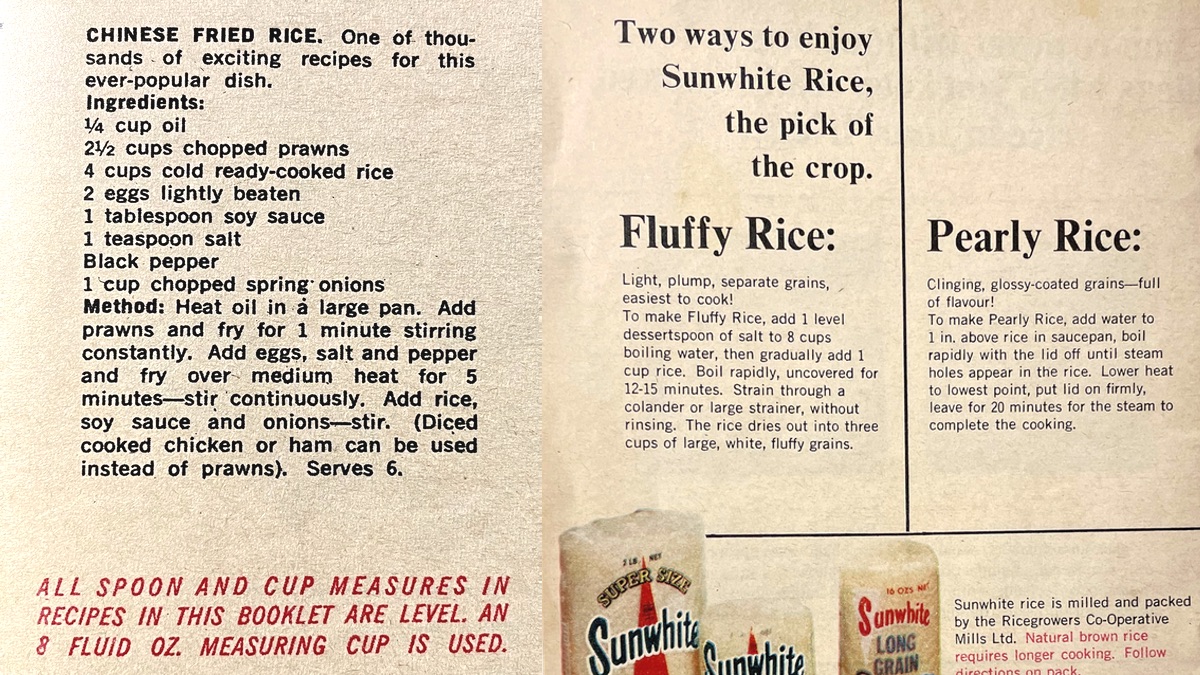 CHINESE FRIED RICE. One of thou-
sands of exciting recipes for this
ever-popular dish.
Ingredients:
¼ cup oil
2½ cups chopped prawns
4 cups cold ready-cooked rice
2 eggs lightly beaten
1 tablespoon soy sauce
1 teaspoon salt
Black pepper
1 cup chopped spring onions
Method: Heat oil in a large pan. Add
prawns and fry for 1 minute stirring
constantly. Add eggs, salt and pepper
and fry over medium heat for 5
minutes—stir continuously. Add rice,
soy sauce and onions—stir. (Diced
cooked chicken or ham can be used
instead of prawns). Serves 6.
ALL SPOON AND CUP MEASURES IN
RECIPES IN THIS BOOKLET ARE LEVEL. AN
8 FLUID OZ. MEASURING CUP IS USED.
Two ways to enjoy
Sunwhite Rice,
the pick of
the crop.
Fluffy Rice:
Light, plump, separate grains,
easiest to cook!
To make Fluffy Rice, add 1 level
dessertspoon of salt to 8 cups
boiling water, then gradually add 1
cup rice. Boil rapidly, uncovered for
12-15 minutes. Strain through a
colander or large strainer, without
rinsing. The rice dries out into three
cups of large, white, fluffy grains.
Pearly Rice:
Clinging, glossy-coated grains—full
of flavour!
To make Pearly Rice, add water to
1 in. above rice in saucepan, boil
rapidly with the lid off until steam
holes appear in the rice. Lower heat
to lowest point, put lid on firmly,
leave for 20 minutes for the steam to
complete the cooking.
2 LB. NET
SUPER SIZE
Sunwhite
Sunwhite
16 OZS NET
Sunwhite
LONG
GRAIN
Sunwhite rice is milled and packed
by the Ricegrowers Co-Operative
Mills Ltd. Natural brown rice
requires longer cooking. Follow
directions on pack.